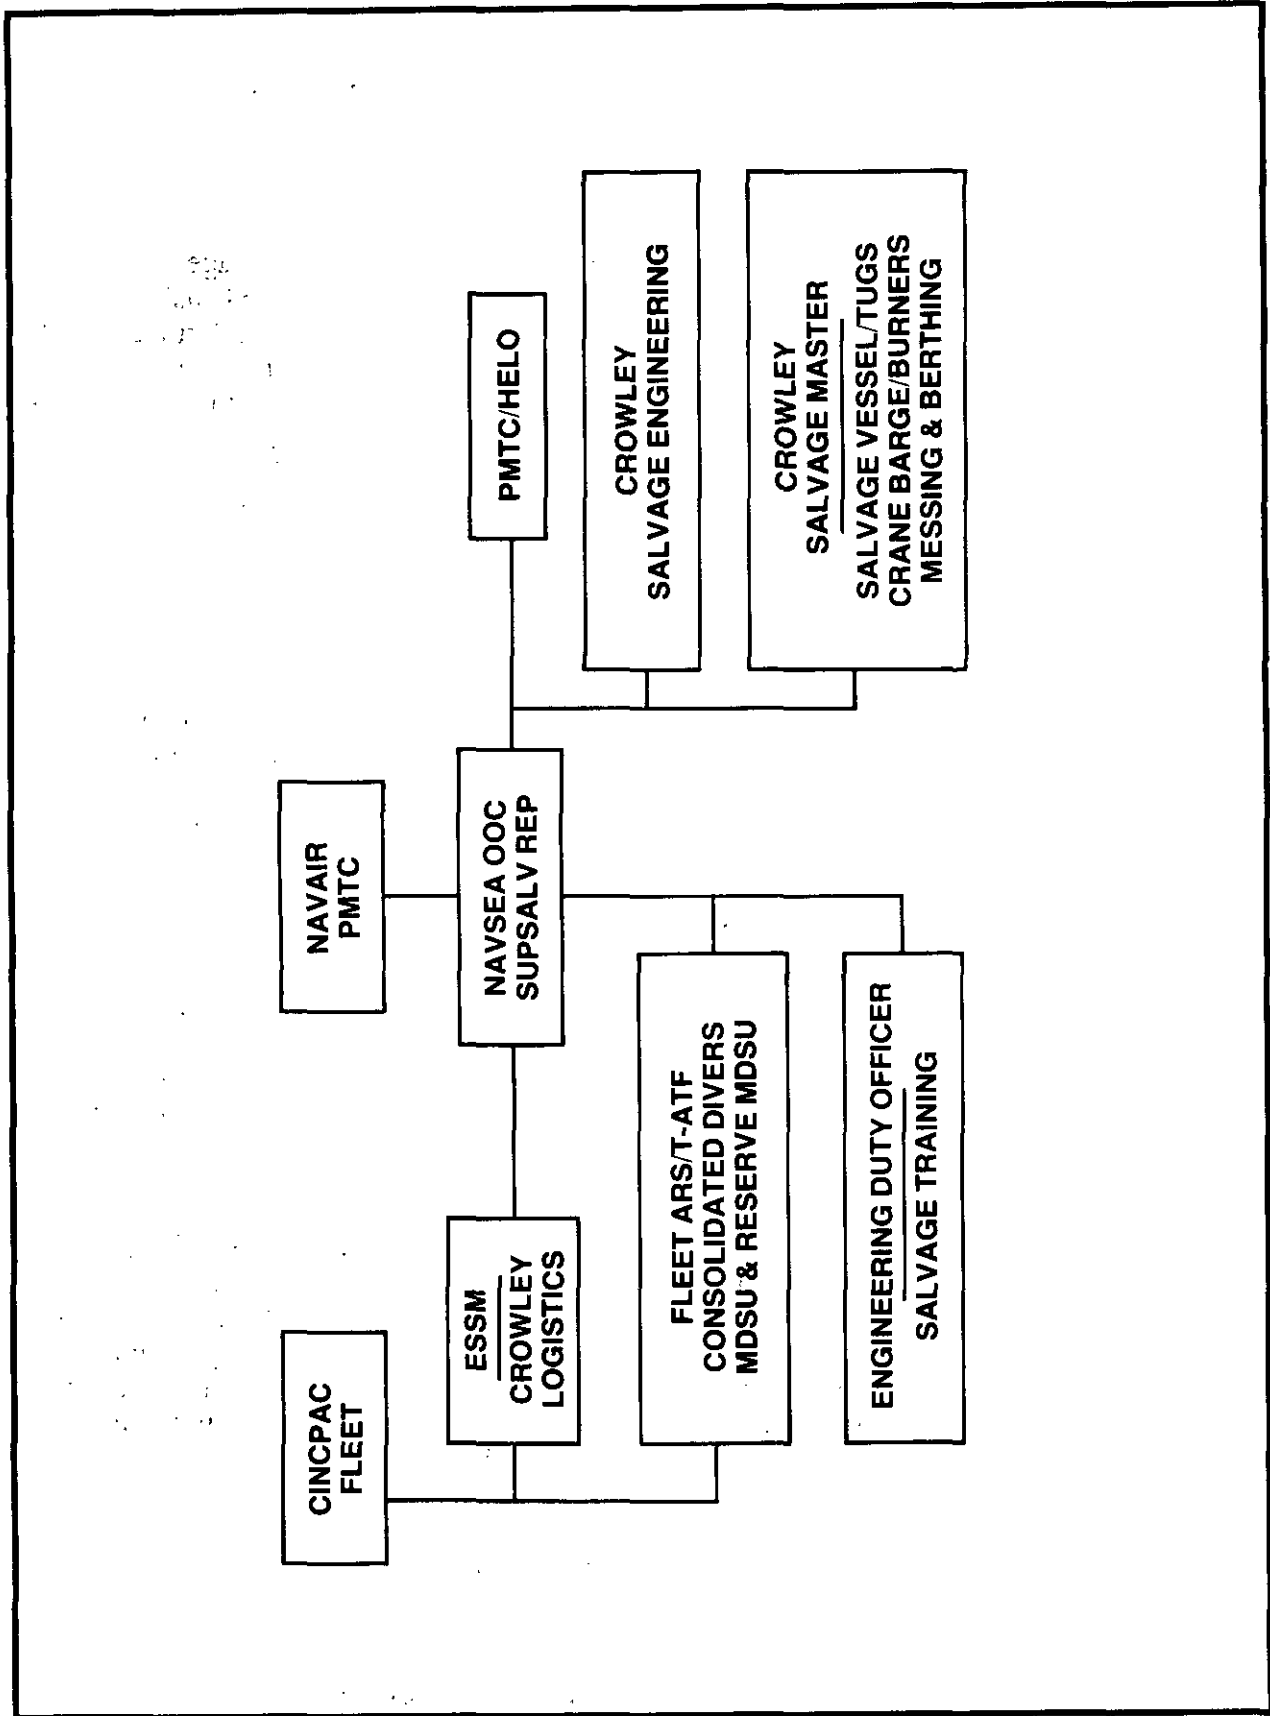 CINCPAC
FLEET
NAVAIR
PMTC
ESSM
CROWLEY
LOGISTICS
NAVSEA OOC
SUPSALV REP
PMTC/HELO
FLEET ARS/T-ATF
CONSOLIDATED DIVERS
MDSU & RESERVE MDSU
CROWLEY
SALVAGE ENGINEERING
ENGINEERING DUTY OFFICER
SALVAGE TRAINING
CROWLEY
SALVAGE MASTER
SALVAGE VESSEL/TUGS
CRANE BARGE/BURNERS
MESSING & BERTHING